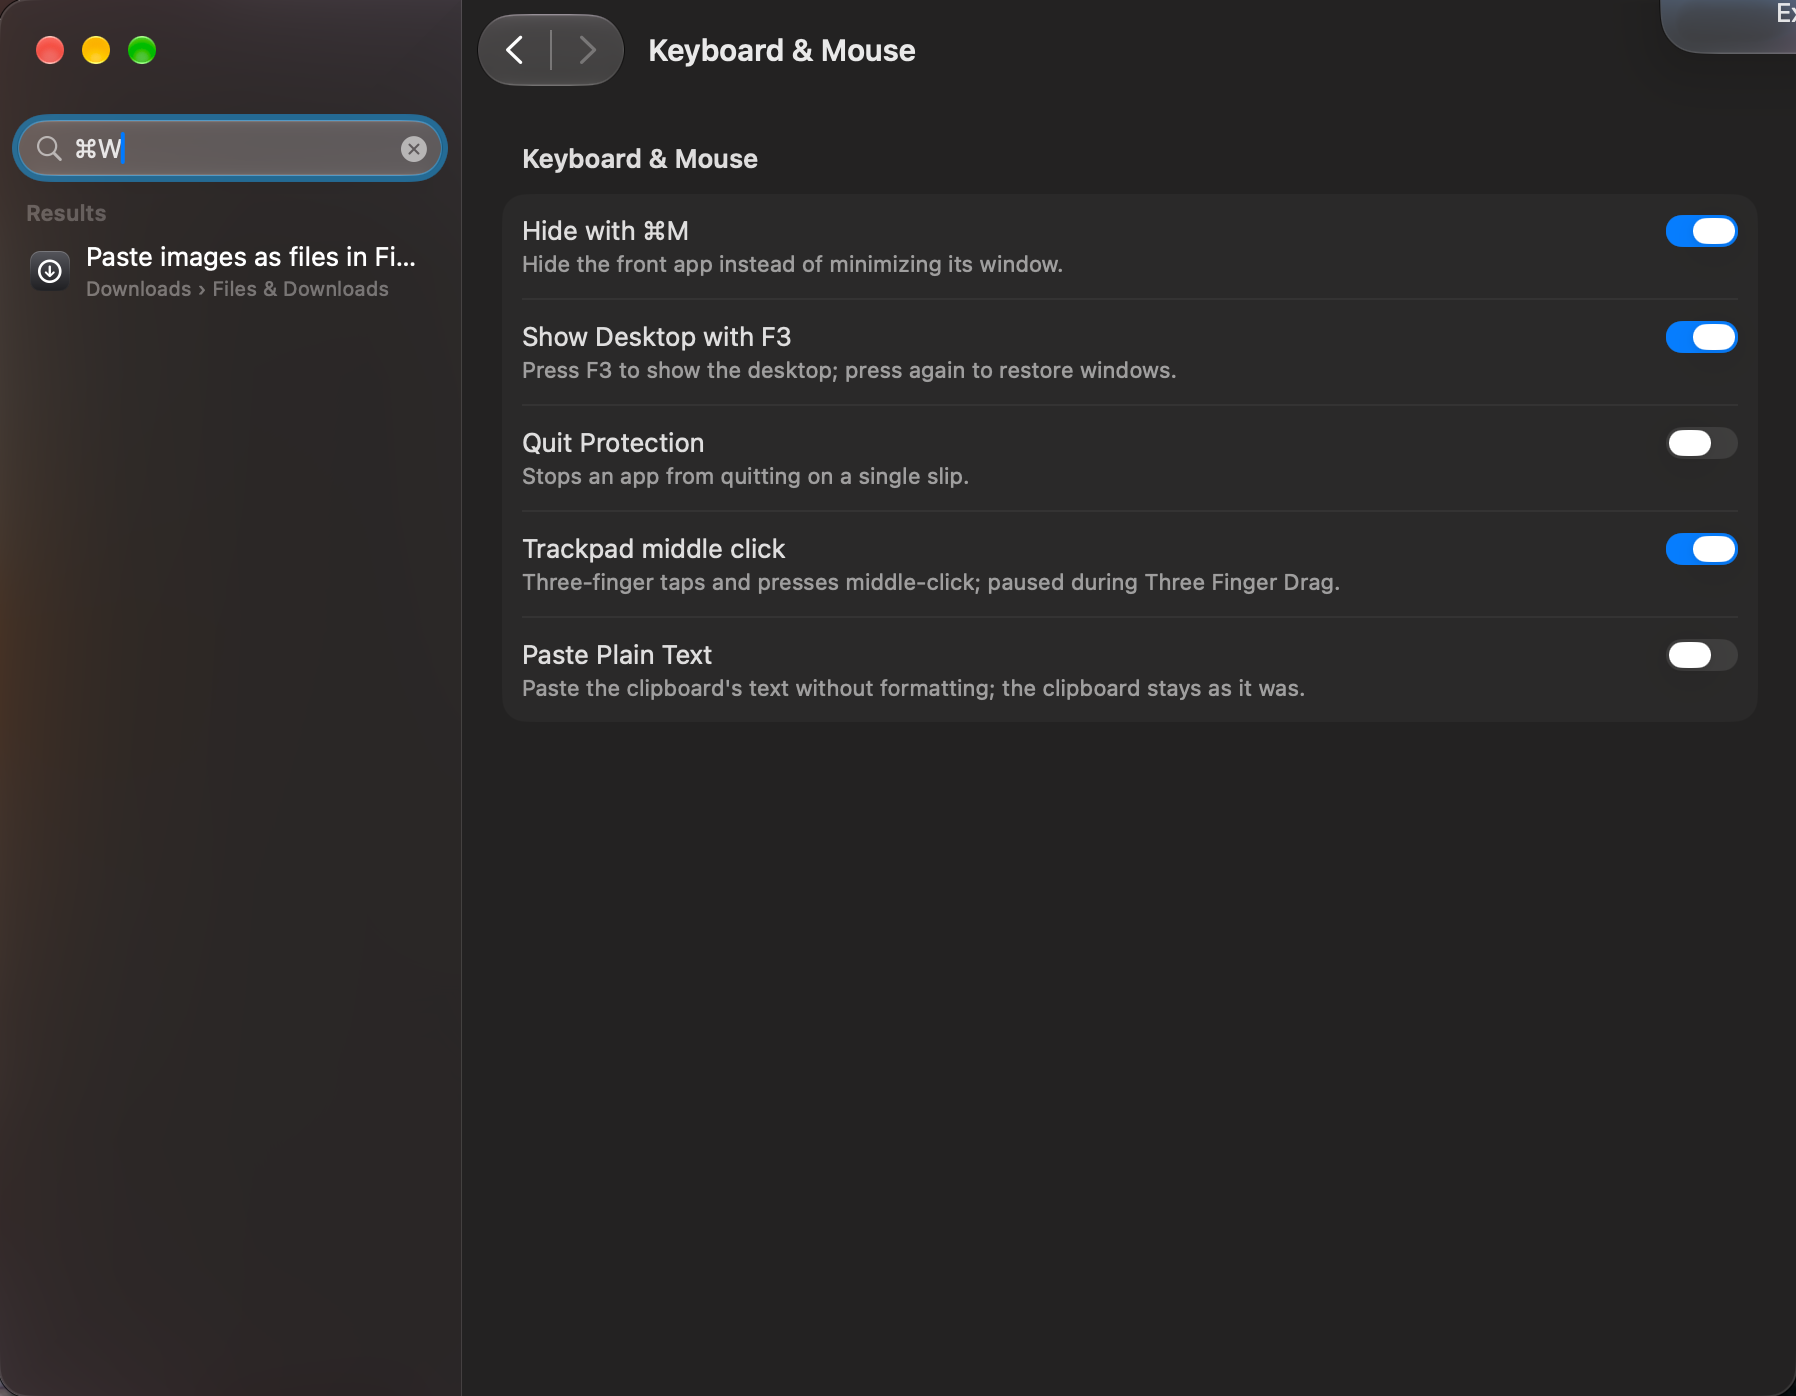 Keyboard & Mouse
⌘W
Results
Paste images as files in Fi...
Downloads › Files & Downloads
Keyboard & Mouse
Hide with ⌘M
Hide the front app instead of minimizing its window.
Show Desktop with F3
Press F3 to show the desktop; press again to restore windows.
Quit Protection
Stops an app from quitting on a single slip.
Trackpad middle click
Three-finger taps and presses middle-click; paused during Three Finger Drag.
Paste Plain Text
Paste the clipboard's text without formatting; the clipboard stays as it was.